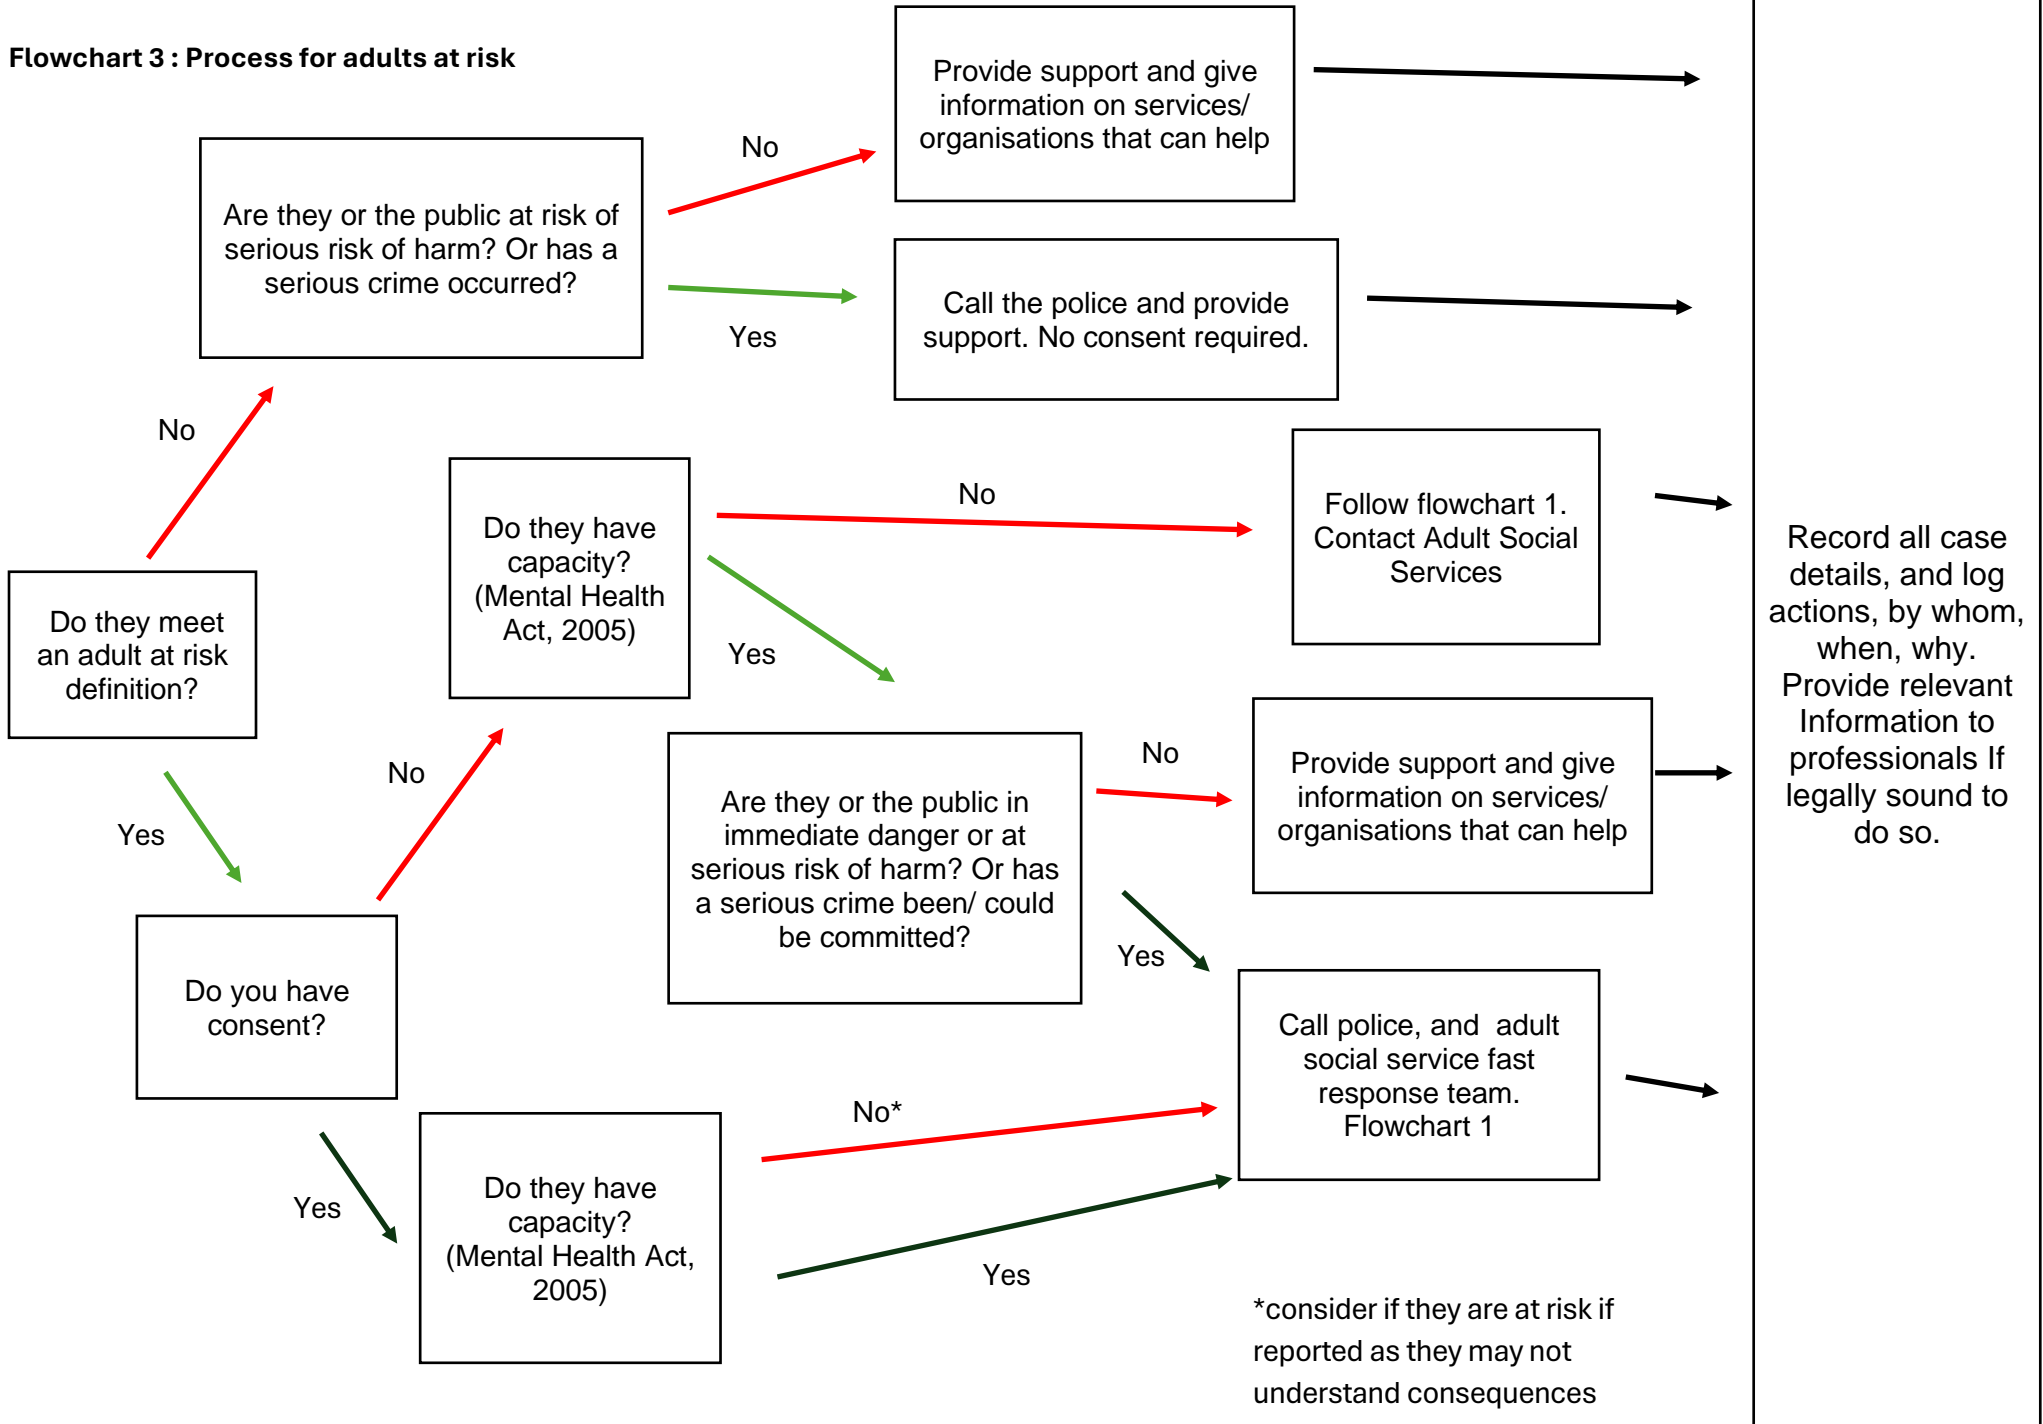 Flowchart 3 : Process for adults at risk
Provide support and give
information on services/
organisations that can help
No
Are they or the public at risk of
serious risk of harm? Or has a
serious crime occurred?
Yes
Call the police and provide
support. No consent required.
No
Do they have
capacity?
(Mental Health
Act, 2005)
No
Follow flowchart 1.
Contact Adult Social
Services
Yes
Do they meet
an adult at risk
definition?
Yes
No
Are they or the public in
immediate danger or at
serious risk of harm? Or has
a serious crime been/ could
be committed?
No
Provide support and give
information on services/
organisations that can help
Yes
Do you have
consent?
Call police, and  adult
social service fast
response team.
Flowchart 1
Yes
Do they have
capacity?
(Mental Health Act,
2005)
No*
Yes
*consider if they are at risk if
reported as they may not
understand consequences
Record all case
details, and log
actions, by whom,
when, why.
Provide relevant
Information to
professionals If
legally sound to
do so.